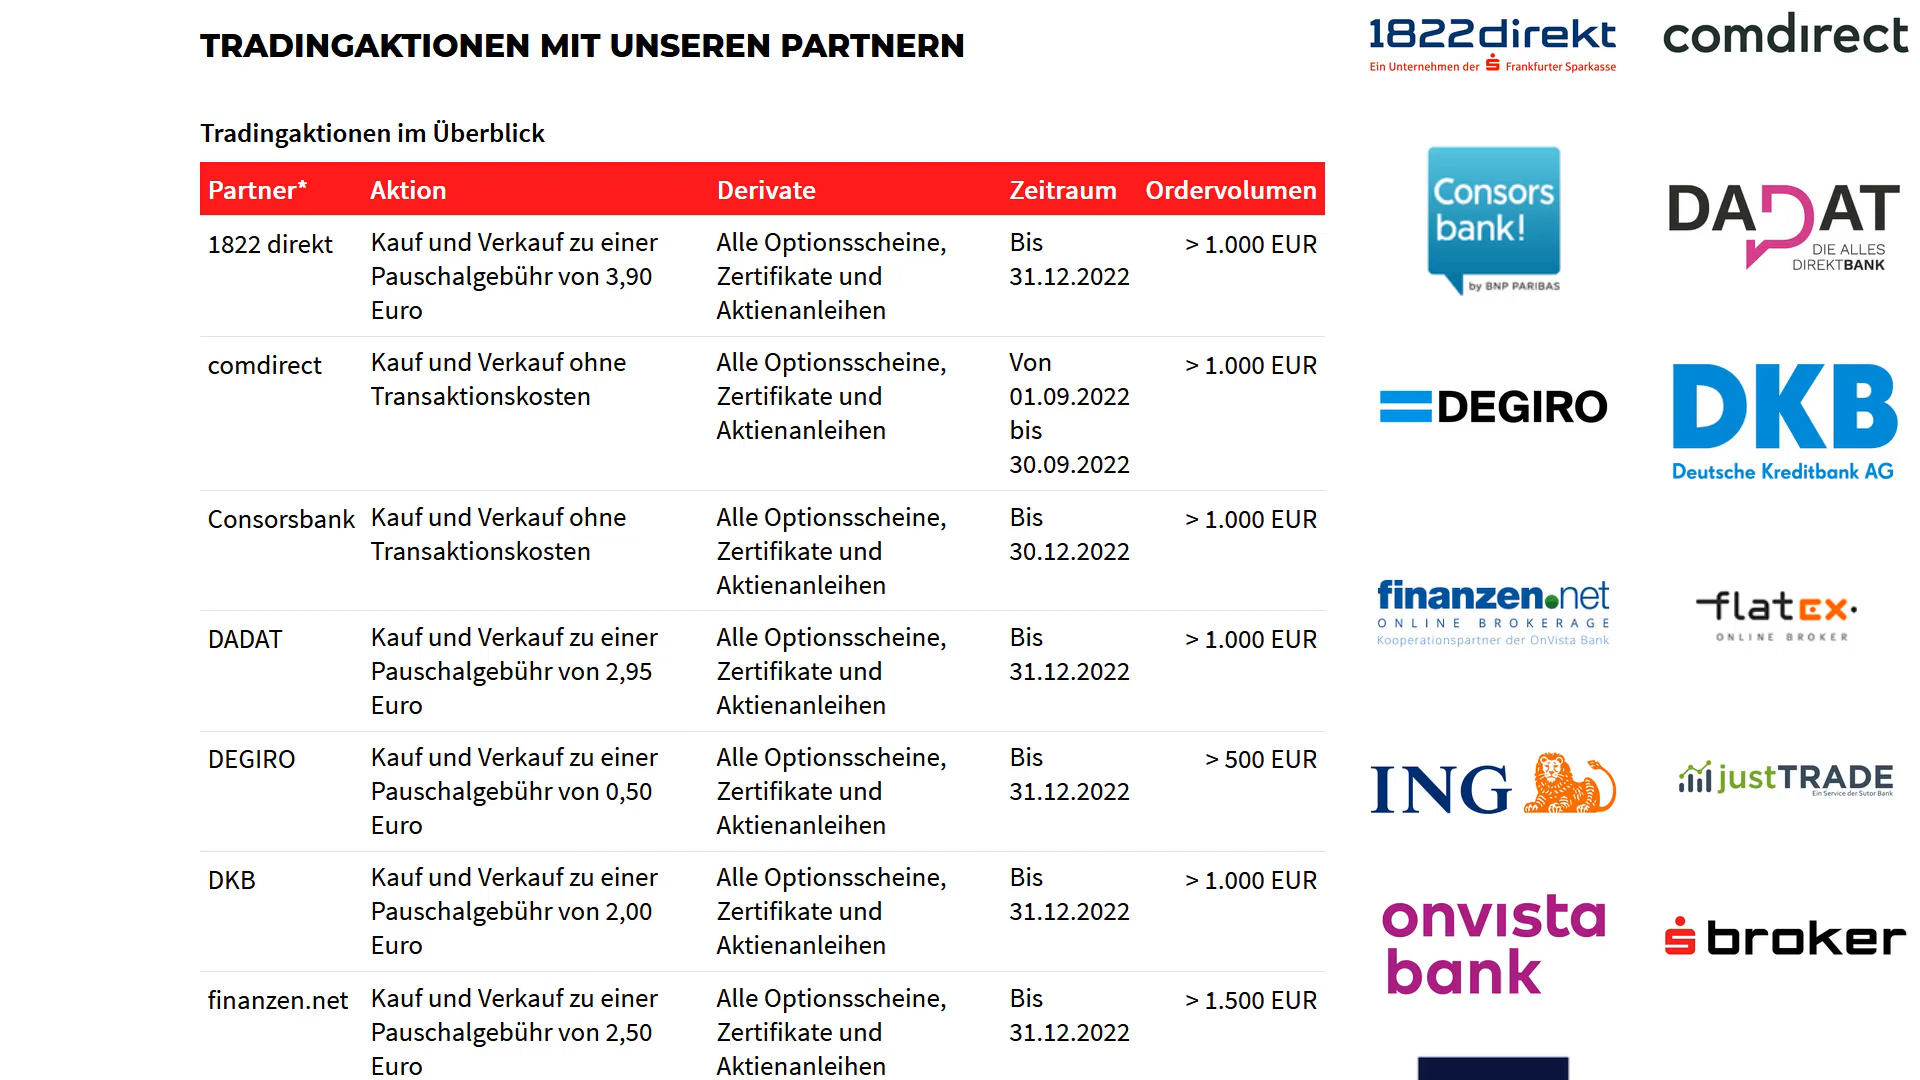 TRADINGAKTIONEN MIT UNSEREN PARTNERN
Tradingaktionen im Überblick
Partner* Aktion Derivate Zeitraum Ordervolumen
1822 direkt Kauf und Verkauf zu einer Alle Optionsscheine, Bis > 1.000 EUR
Pauschalgebühr von 3,90 Zertifikate und 31.12.2022
Euro Aktienanleihen
comdirect Kauf und Verkauf ohne Alle Optionsscheine, Von > 1.000 EUR
Transaktionskosten Zertifikate und 01.09.2022
Aktienanleihen bis
30.09.2022
Consorsbank Kauf und Verkauf ohne Alle Optionsscheine, Bis > 1.000 EUR
Transaktionskosten Zertifikate und 30.12.2022
Aktienanleihen
DADAT Kauf und Verkauf zu einer Alle Optionsscheine, Bis > 1.000 EUR
Pauschalgebühr von 2,95 Zertifikate und 31.12.2022
Euro Aktienanleihen
DEGIRO Kauf und Verkauf zu einer Alle Optionsscheine, Bis > 500 EUR
Pauschalgebühr von 0,50 Zertifikate und 31.12.2022
Euro Aktienanleihen
DKB Kauf und Verkauf zu einer Alle Optionsscheine, Bis > 1.000 EUR
Pauschalgebühr von 2,00 Zertifikate und 31.12.2022
Euro Aktienanleihen
finanzen.net Kauf und Verkauf zu einer Alle Optionsscheine, Bis > 1.500 EUR
Pauschalgebühr von 2,50 Zertifikate und 31.12.2022
Euro Aktienanleihen
1822direkt
Ein Unternehmen der Frankfurter Sparkasse
comdirect
Consors
bank!
by BNP PARIBAS
DADAT
DIE ALLES
DIREKTBANK
DEGIRO
DKB
Deutsche Kreditbank AG
finanzen.net
ONLINE BROKERAGE
Kooperationspartner der OnVista Bank
flatex
ONLINE BROKER
ING
justTRADE
Ein Service der Sutor Bank
onvista
bank
S broker